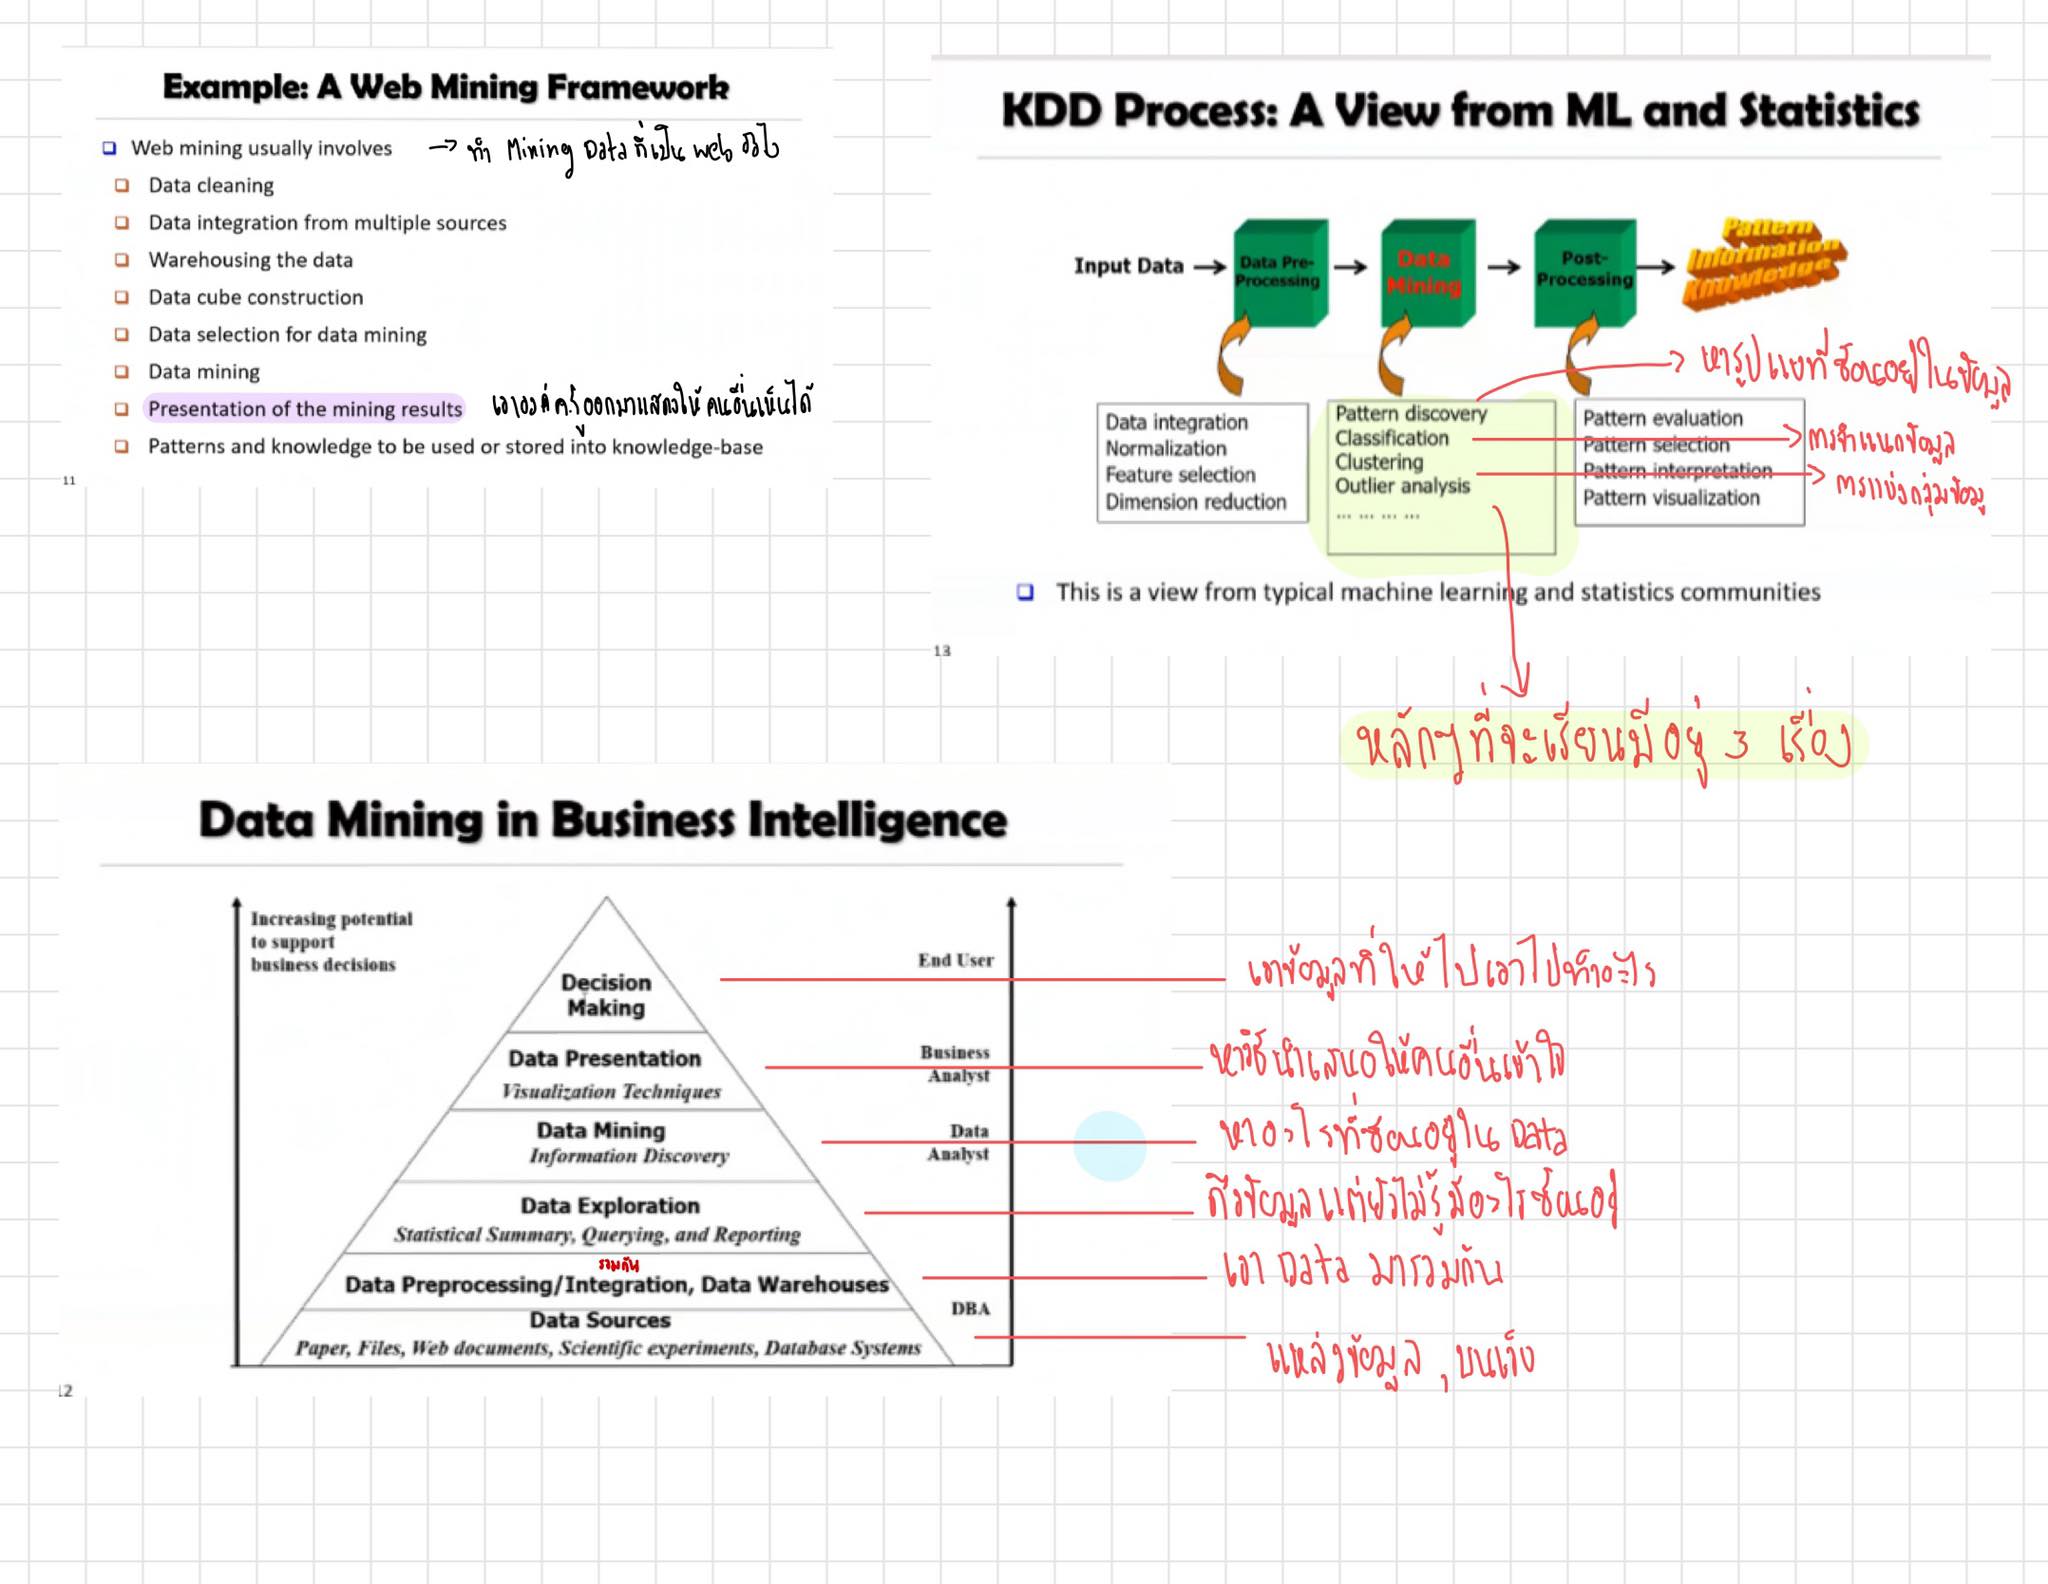 Example: A Web Mining Framework
Web mining usually involves → ทำ Mining Data ที่เป็น web
Data cleaning
Data integration from multiple sources
Warehousing the data
Data cube construction
Data selection for data mining
Data mining
Presentation of the mining results เอาองค์ครู้ออกมาแสดงให้คนอื่นเห็นได้
Patterns and knowledge to be used or stored into knowledge-base
11
KDD Process: A View from ML and Statistics
Input Data
Data Pre-Processing
Data Mining
Post-Processing
Pattern Information Knowledge
Data integration
Normalization
Feature selection
Dimension reduction
Pattern discovery
Classification
Clustering
Outlier analysis
... ... ... ...
Pattern evaluation
Pattern selection
Pattern interpretation
Pattern visualization
หารูปแบบที่ซ่อนอยู่ในข้อมูล
การจำแนกข้อมูล
การแบ่งกลุ่มข้อมู
This is a view from typical machine learning and statistics communities
13
หลักๆที่จะเรียนมีอยู่ 3 เรื่อง
Data Mining in Business Intelligence
Increasing potential
to support
business decisions
Decision
Making
End User
เอาข้อมูลที่ให้ไปเอาไปทำอะไร
Data Presentation
Visualization Techniques
Business
Analyst
หาวิธีนำเสนอให้คนอื่นเข้าใจ
Data Mining
Information Discovery
Data
Analyst
หาอะไรที่ซ่อนอยู่ใน Data
Data Exploration
Statistical Summary, Querying, and Reporting
ดึงข้อมูลแต่ยังไม่รู้มีอะไรซ่อนอยู่
รวมกัน
Data Preprocessing/Integration, Data Warehouses
เอา Data มารวมกัน
DBA
Data Sources
Paper, Files, Web documents, Scientific experiments, Database Systems
แหล่งข้อมูล , บนเว็บ
12